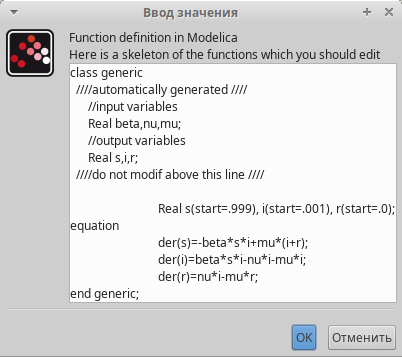 Ввод значения
Function definition in Modelica
Here is a skeleton of the functions which you should edit
class generic
////automatically generated ////
//input variables
Real beta,nu,mu;
//output variables
Real s,i,r;
////do not modif above this line ////
Real s(start=.999), i(start=.001), r(start=.0);
equation
der(s)=-beta*s*i+mu*(i+r);
der(i)=beta*s*i-nu*i-mu*i;
der(r)=nu*i-mu*r;
end generic;
OK
Отменить